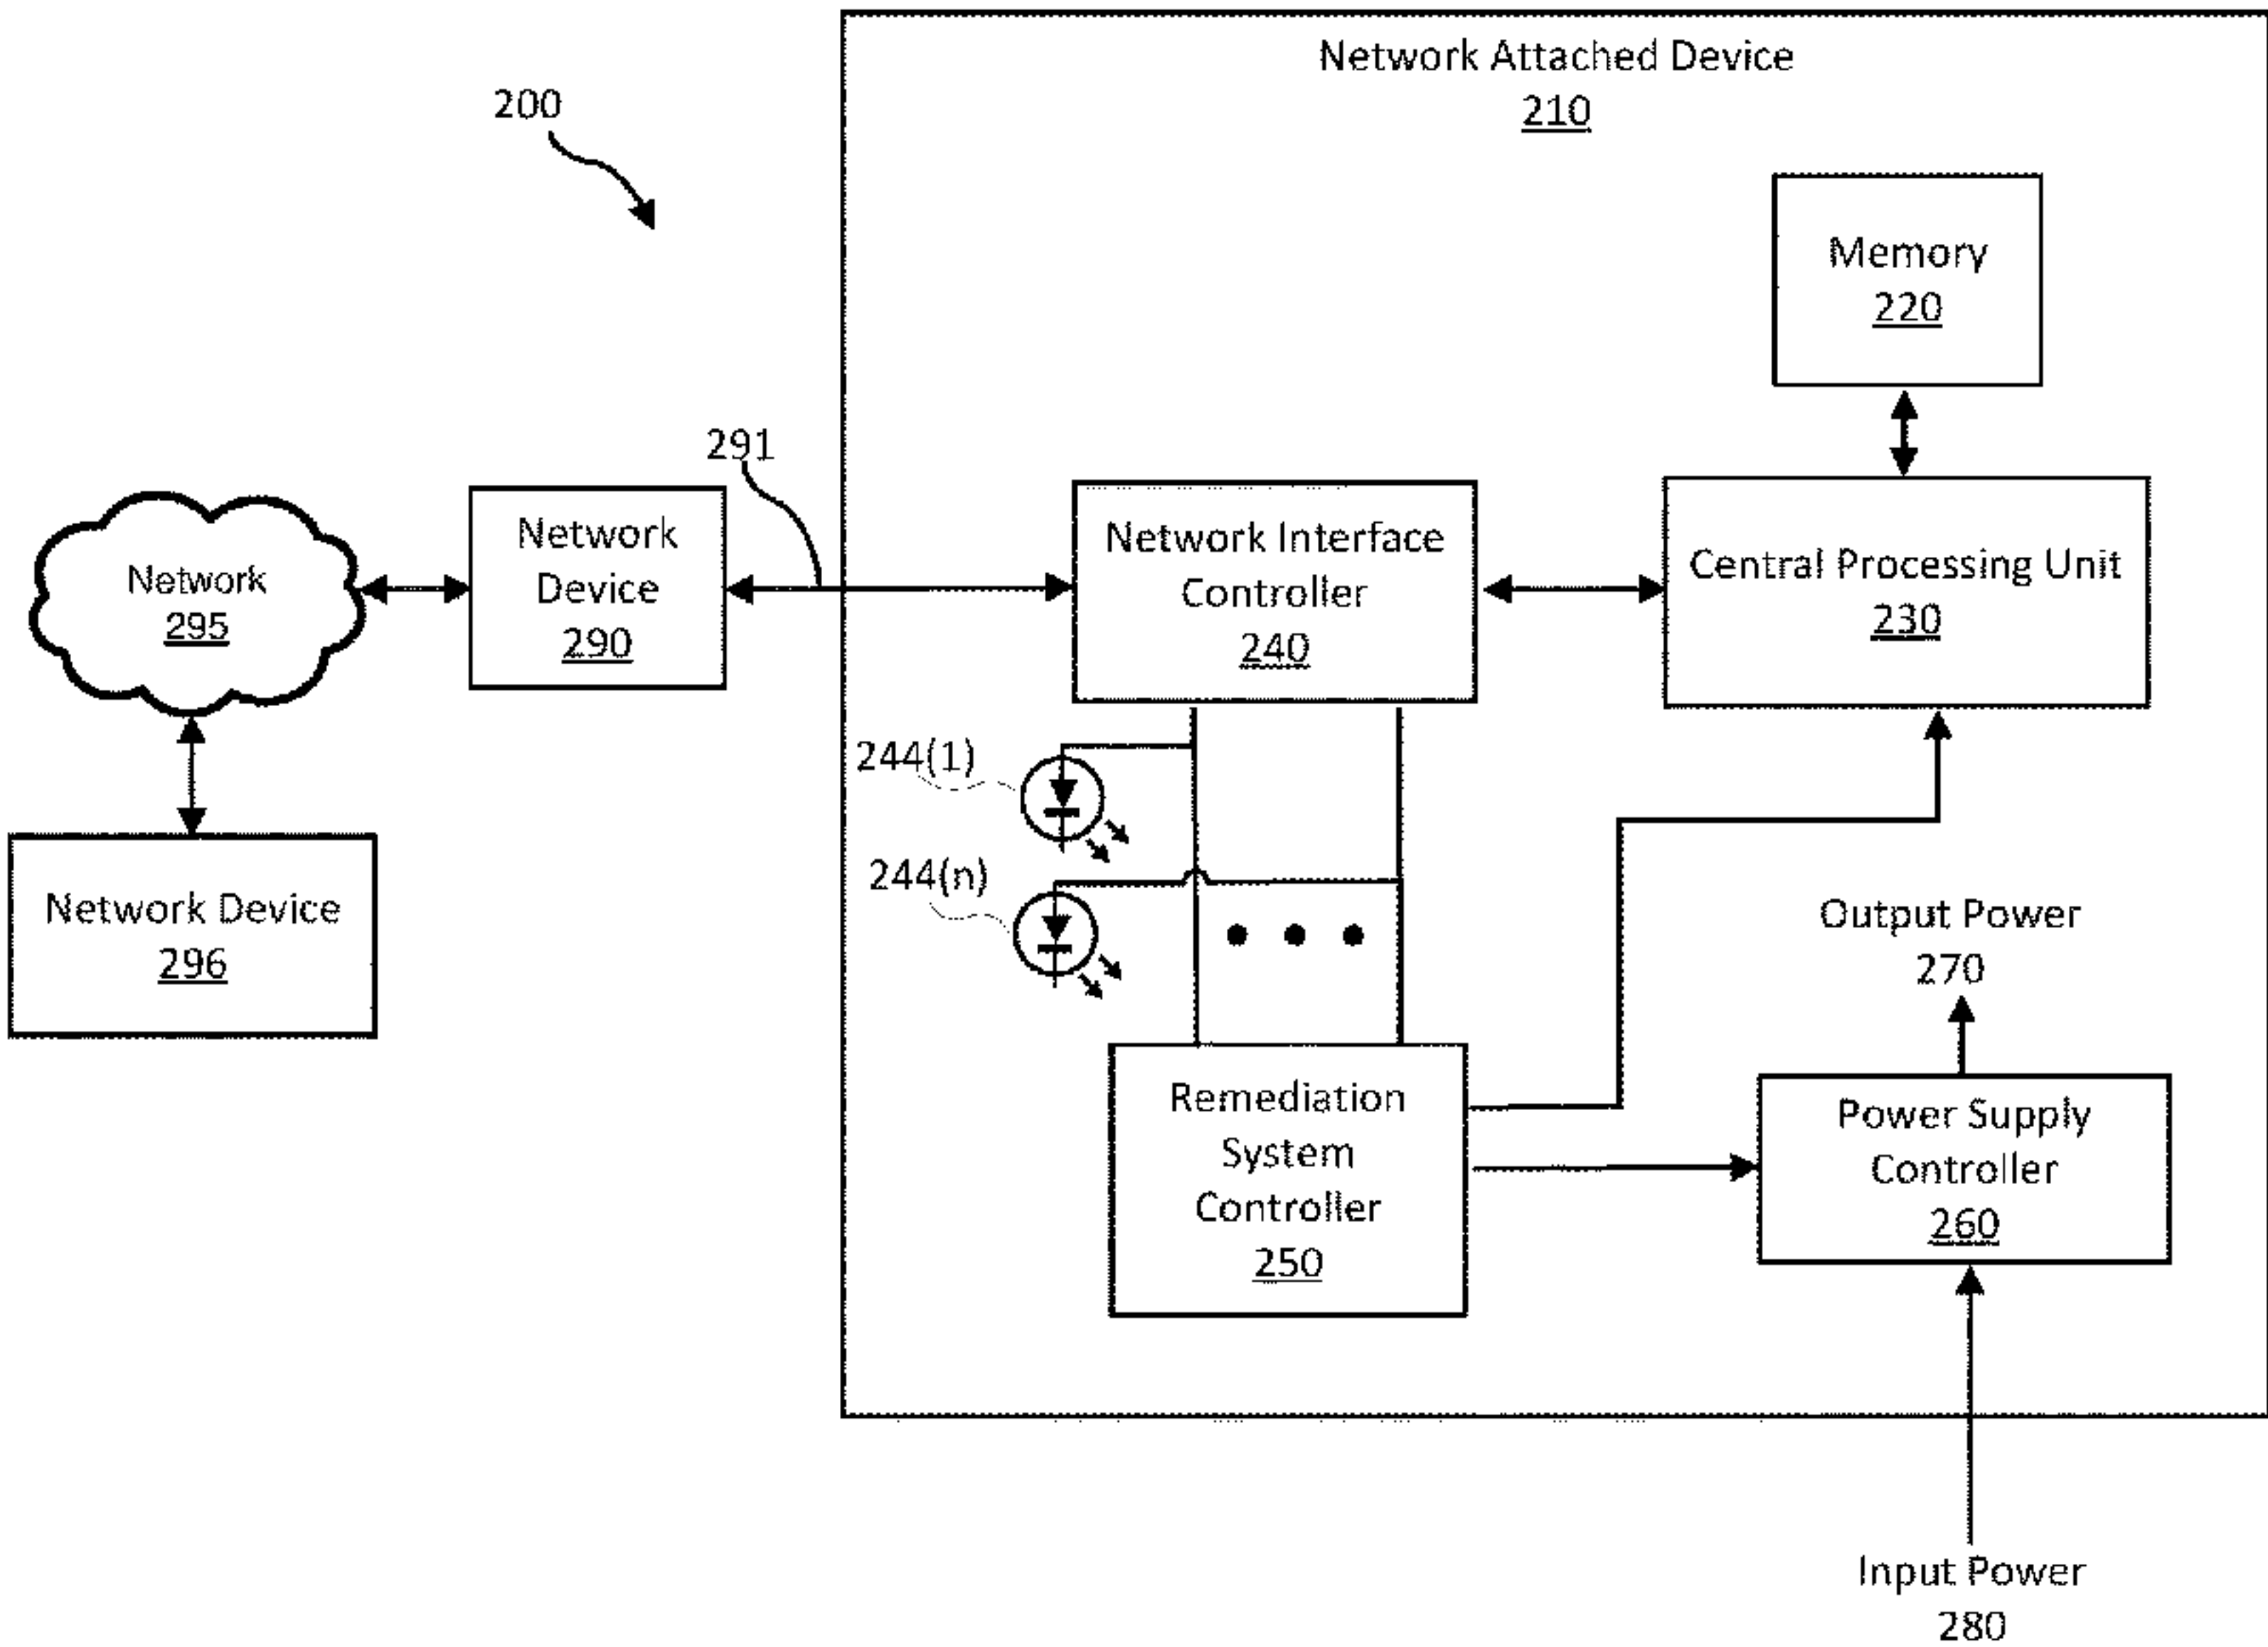 Network Attached Device
210
200
Memory
220
291
Network
295
Network
Device
290
Network Interface
Controller
240
Central Processing Unit
230
244(1)
244(n)
Network Device
296
Output Power
270
Remediation
System
Controller
250
Power Supply
Controller
260
Input Power
280